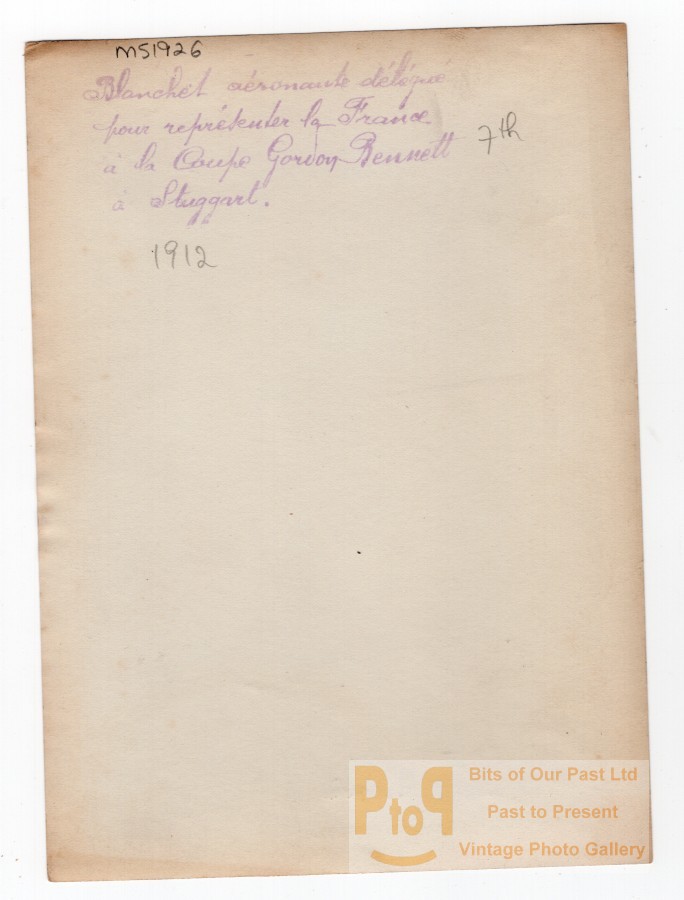 M51926
Blanchet aéronaute délégué
pour représenter la France
à la Coupe Gordon Bennett
7th
à Stuggart.
1912
PtoP
Bits of Our Past Ltd
Past to Present
Vintage Photo Gallery